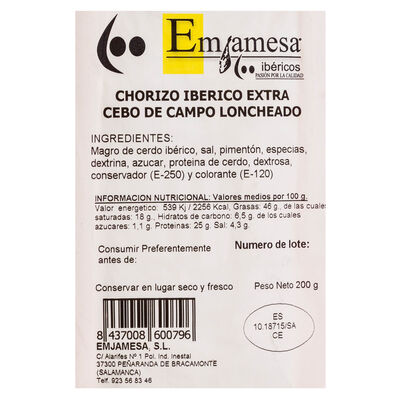 Emjamesa
ibéricos
PASIÓN POR LA CALIDAD
CHORIZO IBERICO EXTRA
CEBO DE CAMPO LONCHEADO
INGREDIENTES:
Magro de cerdo ibérico, sal, pimentón, especias,
dextrina, azucar, proteina de cerdo, dextrosa,
conservador (E-250) y colorante (E-120)
INFORMACION NUTRICIONAL: Valores medios por 100 g.
Valor energetico: 539 Kj / 2256 Kcal, Grasas: 46 g, de las cuales
saturadas: 18 g, Hidratos de carbono: 6,5 g, de los cuales
azucares: 1,1 g, Proteinas: 25 g, Sal: 4,3 g.
Consumir Preferentemente
antes de:
Numero de lote:
Conservar en lugar seco y fresco
Peso Neto 200 g
8 437008 600796
ES
10.18715/SA
CE
EMJAMESA, S.L.
C/ Alarifes Nº 1 Pol. Ind. Inestal
37300 PEÑARANDA DE BRACAMONTE
(SALAMANCA)
Telf. 923 56 83 46